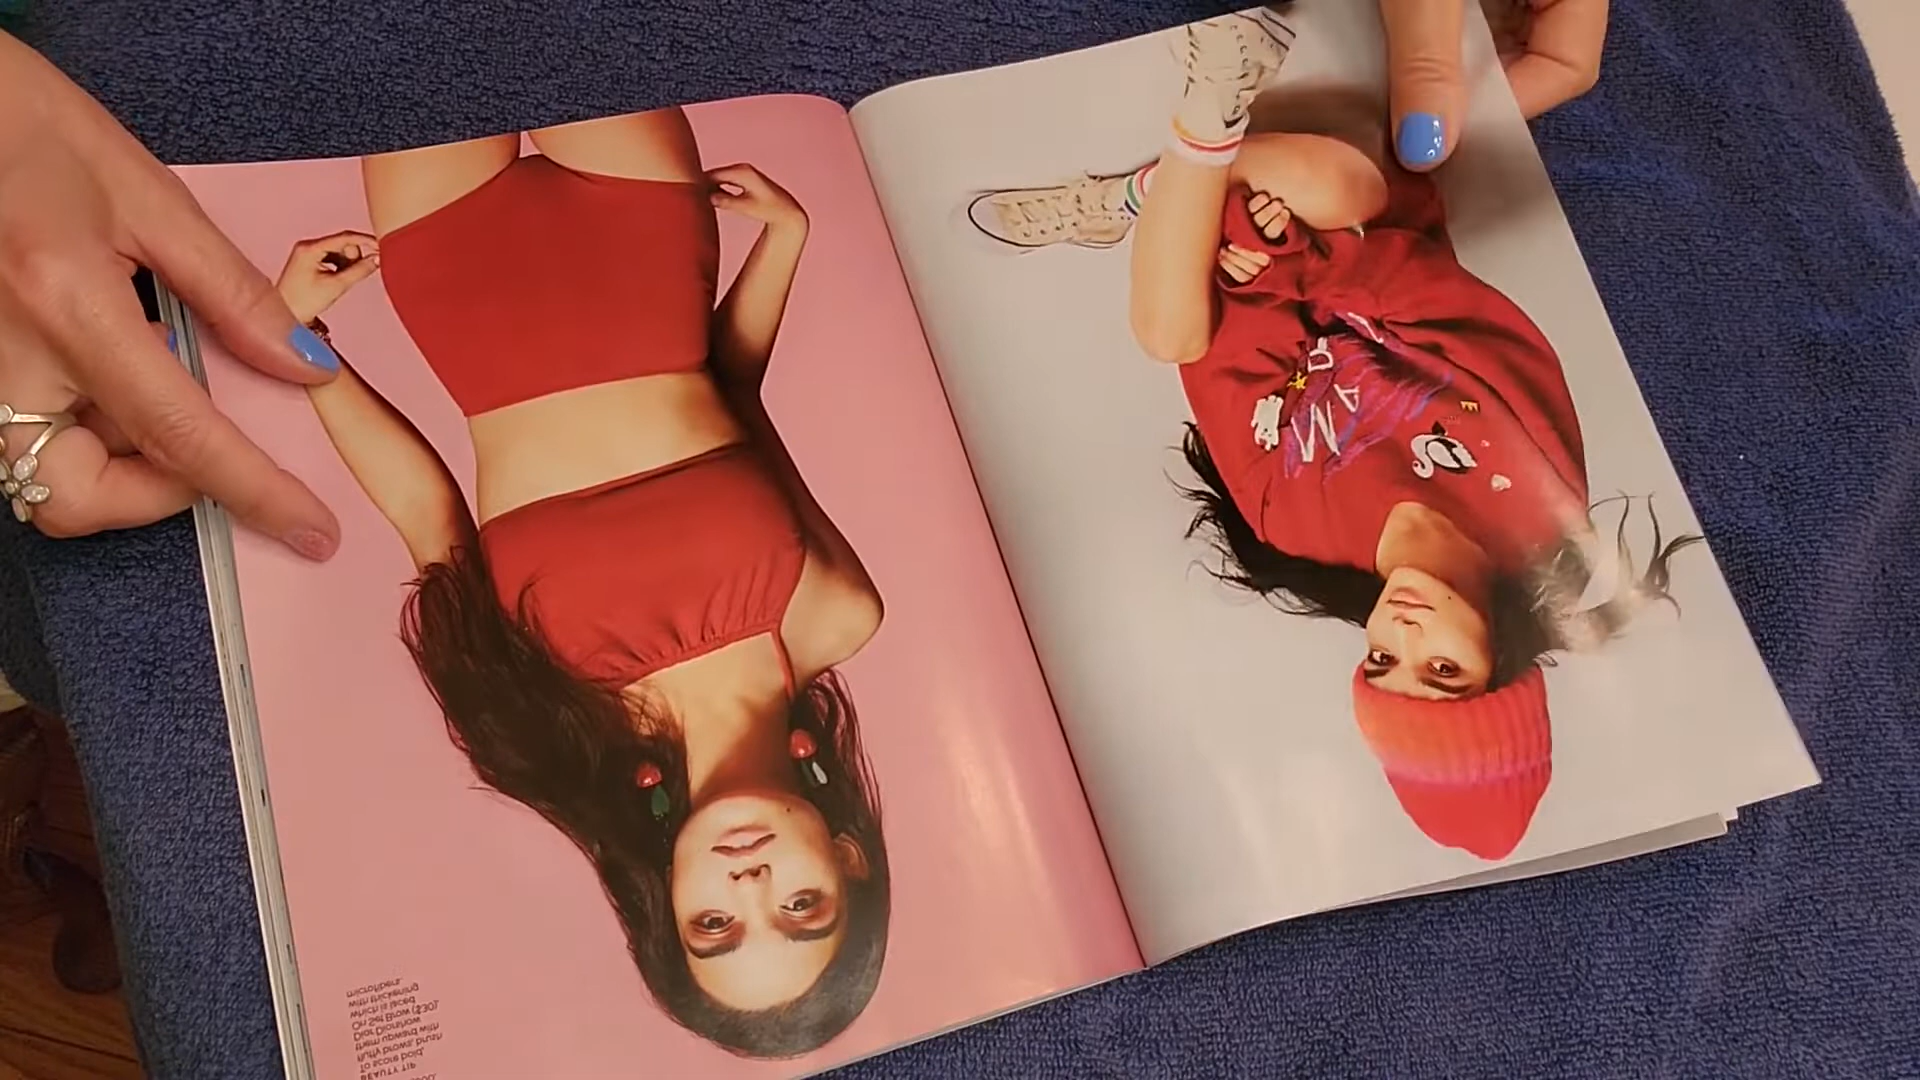 BEAUTY TIP
To score bold,
fluffy brows, brush
them upward with
Dior Diorshow
On Set Brow ($30),
which is laced
with thickening
microfibers.